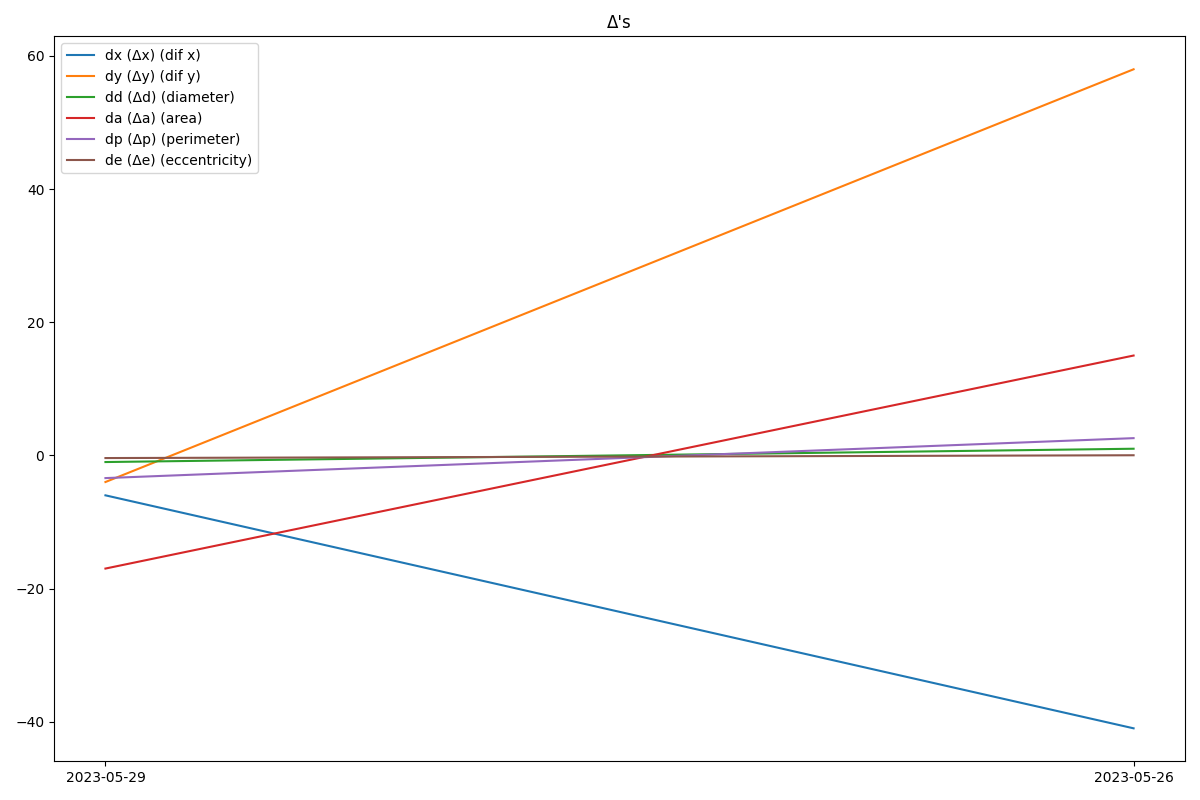 Δ's
dx (Δx) (dif x)
dy (Δy) (dif y)
dd (Δd) (diameter)
da (Δa) (area)
dp (Δp) (perimeter)
de (Δe) (eccentricity)
60
40
20
0
−20
−40
2023-05-29
2023-05-26